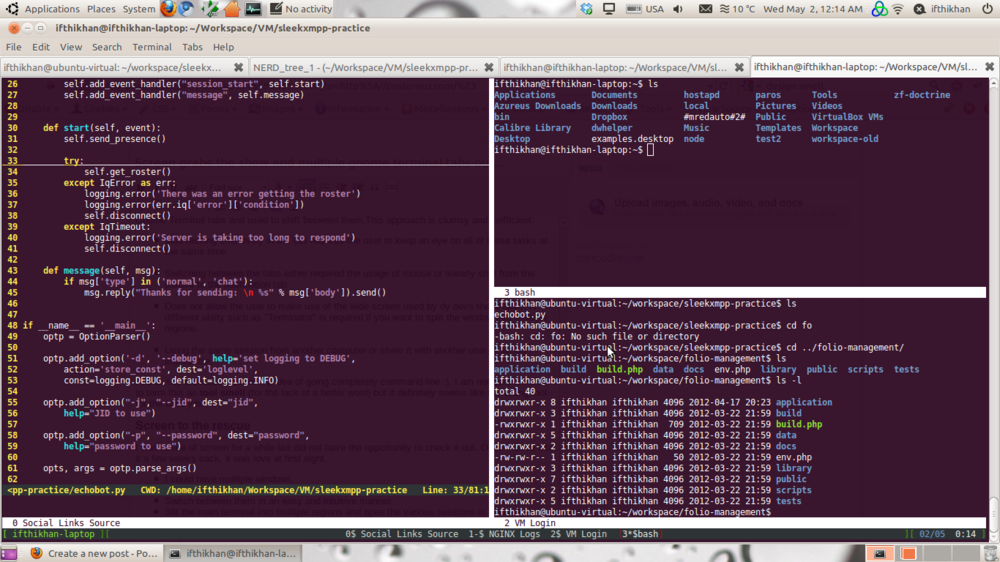 Applications Places System No activity USA 10 °C Wed May 2, 12:14 AM ifthikhan
ifthikhan@ifthikhan-laptop: ~/Workspace/VM/sleekxmpp-practice
File Edit View Search Terminal Tabs Help
ifthikhan@ubuntu-virtual: ~/workspace/sleekx...
NERD_tree_1 - (~/Workspace/VM/sleekxmpp-pr...
ifthikhan@ifthikhan-laptop: ~/Workspace/VM/sl...
ifthikhan@ifthikhan-laptop: ~/Workspace/VM/sl...
26 self.add_event_handler("session_start", self.start)
27 self.add_event_handler("message", self.message)
28
29
30 def start(self, event):
31 self.send_presence()
32
33 try:
34 self.get_roster()
35 except IqError as err:
36 logging.error('There was an error getting the roster')
37 logging.error(err.iq['error']['condition'])
38 self.disconnect()
39 except IqTimeout:
40 logging.error('Server is taking too long to respond')
41 self.disconnect()
42
43 def message(self, msg):
44 if msg['type'] in ('normal', 'chat'):
45 msg.reply("Thanks for sending: \n %s" % msg['body']).send()
46
47
48 if __name__ == '__main__':
49 optp = OptionParser()
50
51 optp.add_option('-d', '--debug', help='set logging to DEBUG',
52 action='store_const', dest='loglevel',
53 const=logging.DEBUG, default=logging.INFO)
54
55 optp.add_option("-j", "--jid", dest="jid",
56 help="JID to use")
57
58 optp.add_option("-p", "--password", dest="password",
59 help="password to use")
60
61 opts, args = optp.parse_args()
62
<pp-practice/echobot.py CWD: /home/ifthikhan/Workspace/VM/sleekxmpp-practice Line: 33/81:1
0 Social Links Source
ifthikhan@ifthikhan-laptop:~$ ls
Applications Documents hostapd paros Tools zf-doctrine
Azureus Downloads Downloads local Pictures Videos
bin Dropbox #mredauto#2# Public VirtualBox VMs
Calibre Library dwhelper Music Templates Workspace
Desktop examples.desktop node test2 workspace-old
ifthikhan@ifthikhan-laptop:~$
3 bash
ifthikhan@ubuntu-virtual:~/workspace/sleekxmpp-practice$ ls
echobot.py
ifthikhan@ubuntu-virtual:~/workspace/sleekxmpp-practice$ cd fo
-bash: cd: fo: No such file or directory
ifthikhan@ubuntu-virtual:~/workspace/sleekxmpp-practice$ cd ../folio-management/
ifthikhan@ubuntu-virtual:~/workspace/folio-management$ ls
application build build.php data docs env.php library public scripts tests
ifthikhan@ubuntu-virtual:~/workspace/folio-management$ ls -l
total 40
drwxrwxr-x 8 ifthikhan ifthikhan 4096 2012-04-17 20:23 application
drwxrwxr-x 3 ifthikhan ifthikhan 4096 2012-03-22 21:59 build
-rwxrwxr-x 1 ifthikhan ifthikhan 709 2012-03-22 21:59 build.php
drwxrwxr-x 5 ifthikhan ifthikhan 4096 2012-03-22 21:59 data
drwxrwxr-x 2 ifthikhan ifthikhan 4096 2012-03-22 21:59 docs
-rw-rw-r-- 1 ifthikhan ifthikhan 50 2012-03-22 21:59 env.php
drwxrwxr-x 3 ifthikhan ifthikhan 4096 2012-03-22 21:59 library
drwxrwxr-x 7 ifthikhan ifthikhan 4096 2012-03-22 21:59 public
drwxrwxr-x 2 ifthikhan ifthikhan 4096 2012-03-22 21:59 scripts
drwxrwxr-x 5 ifthikhan ifthikhan 4096 2012-03-22 21:59 tests
ifthikhan@ubuntu-virtual:~/workspace/folio-management$
2 VM Login
[ ifthikhan-laptop ][ 0$ Social Links Source 1-$ NGINX Logs 2$ VM Login [3*$bash] ][ 02/05 0:14 ]
Create a new post - Po...
ifthikhan@ifthikhan-la...